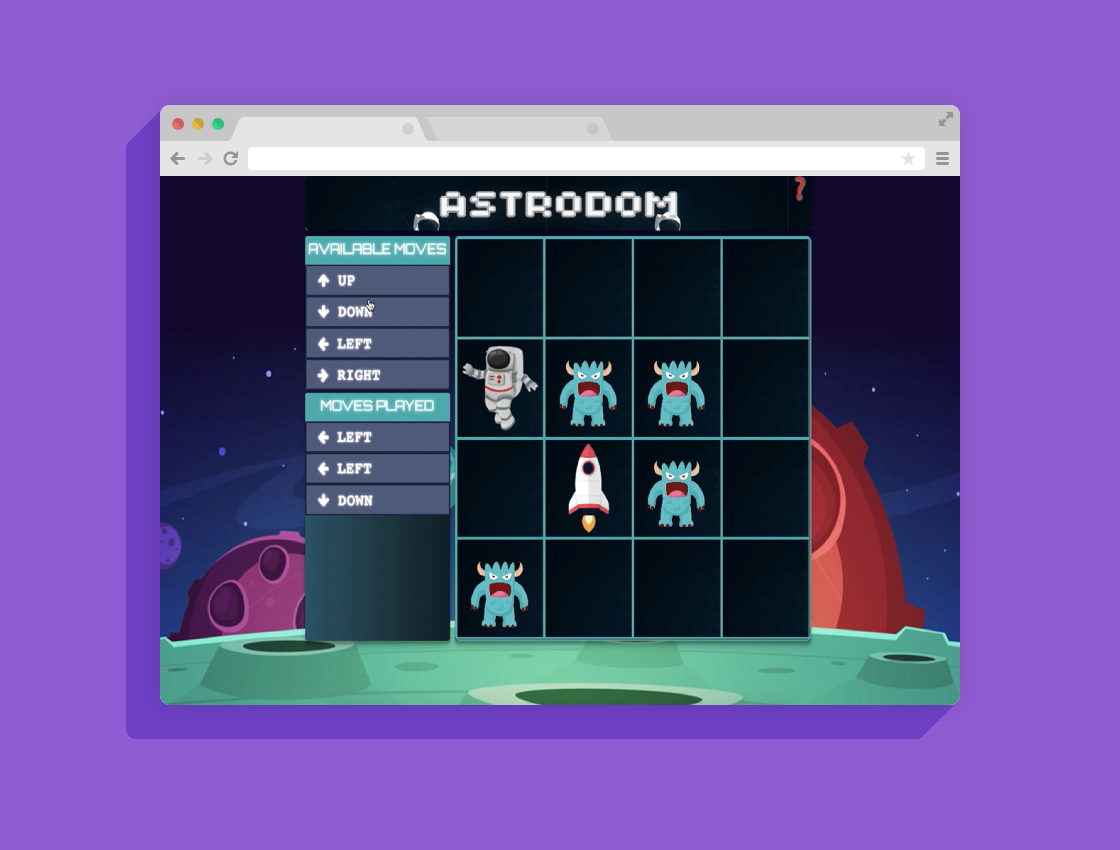 ASTRODOM
?
AVAILABLE MOVES
UP
DOWN
LEFT
RIGHT
MOVES PLAYED
LEFT
LEFT
DOWN